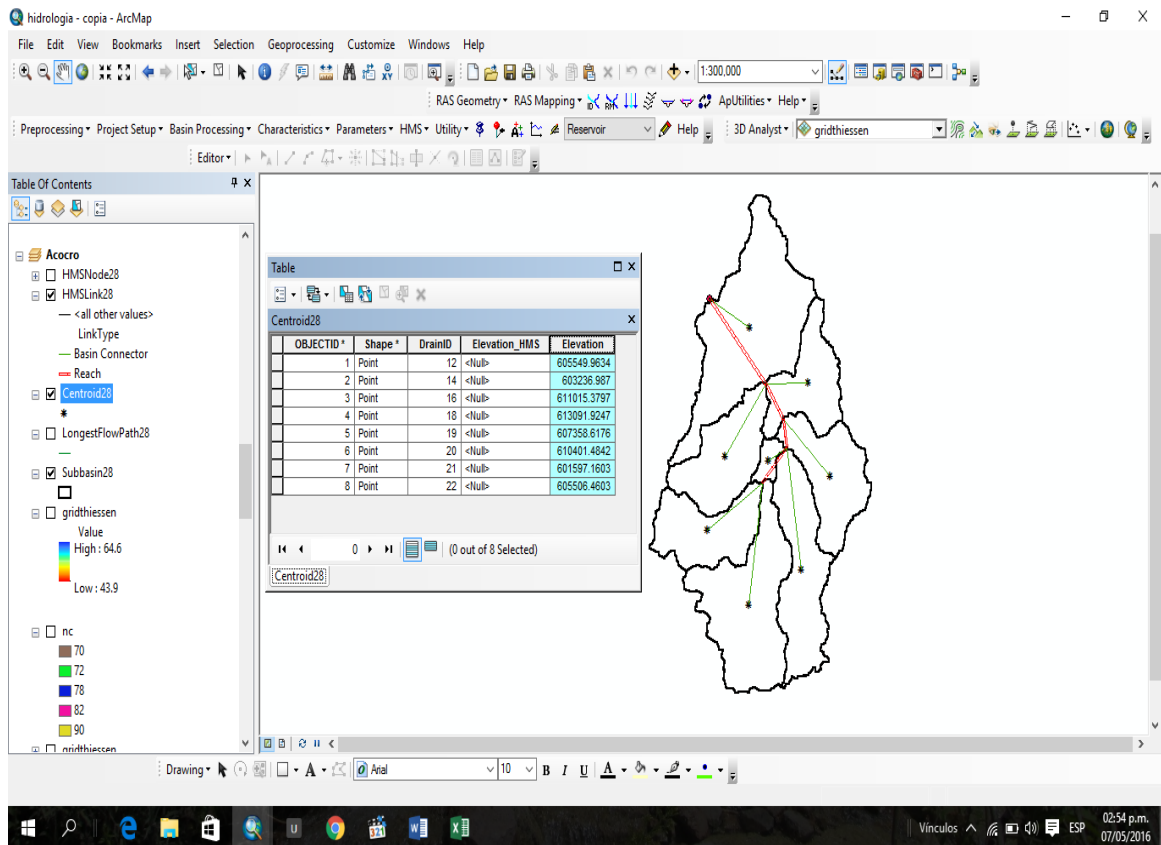 hidrologia - copia - ArcMap
File Edit View Bookmarks Insert Selection Geoprocessing Customize Windows Help
1:300,000
RAS Geometry RAS Mapping ApUtilities Help
Preprocessing Project Setup Basin Processing Characteristics Parameters HMS Utility Reservoir Help 3D Analyst gridthiessen
Editor
Table Of Contents
Acocro
HMSNode28
HMSLink28
<all other values>
LinkType
Basin Connector
Reach
Centroid28
LongestFlowPath28
Subbasin28
gridthiessen
Value
High : 64.6
Low : 43.9
nc
70
72
78
82
90
gridthiessen
Table
Centroid28
OBJECTID * Shape * DrainID Elevation_HMS Elevation
1 Point 12 <Null> 605549.9634
2 Point 14 <Null> 603236.987
3 Point 16 <Null> 611015.3797
4 Point 18 <Null> 613091.9247
5 Point 19 <Null> 607358.6176
6 Point 20 <Null> 610401.4842
7 Point 21 <Null> 601597.1603
8 Point 22 <Null> 605506.4603
0 (0 out of 8 Selected)
Centroid28
Drawing A Arial 10 B I U A
Vínculos ESP 02:54 p.m.
07/05/2016